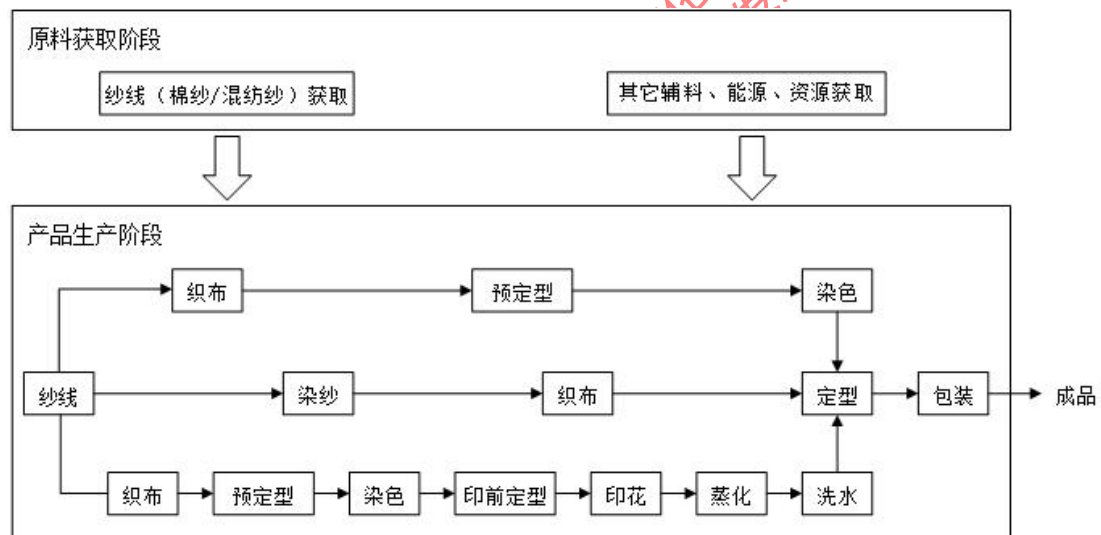 原料获取阶段
纱线（棉纱/混纺纱）获取
其它辅料、能源、资源获取
产品生产阶段
织布
预定型
染色
纱线
染纱
织布
定型
包装
成品
织布
预定型
染色
印前定型
印花
蒸化
洗水